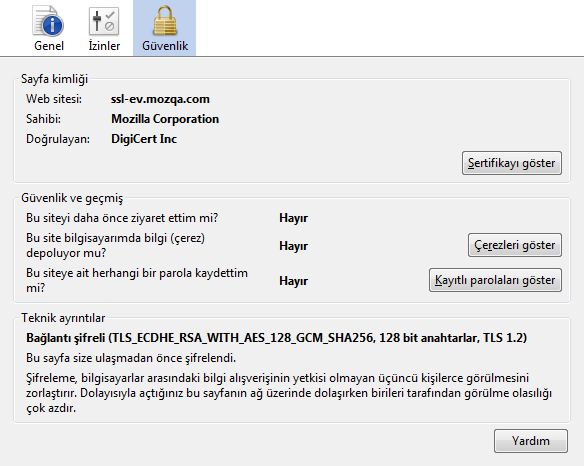 Genel İzinler Güvenlik
Sayfa kimliği
Web sitesi: ssl-ev.mozqa.com
Sahibi: Mozilla Corporation
Doğrulayan: DigiCert Inc
Sertifikayı göster
Güvenlik ve geçmiş
Bu siteyi daha önce ziyaret ettim mi? Hayır
Bu site bilgisayarımda bilgi (çerez)
depoluyor mu? Hayır
Çerezleri göster
Bu siteye ait herhangi bir parola kaydettim
mi? Hayır
Kayıtlı parolaları göster
Teknik ayrıntılar
Bağlantı şifreli (TLS_ECDHE_RSA_WITH_AES_128_GCM_SHA256, 128 bit anahtarlar, TLS 1.2)
Bu sayfa size ulaşmadan önce şifrelendi.
Şifreleme, bilgisayarlar arasındaki bilgi alışverişinin yetkisi olmayan üçüncü kişilerce görülmesini
zorlaştırır. Dolayısıyla açtığınız bu sayfanın ağ üzerinde dolaşırken birileri tarafından görülme olasılığı
çok azdır.
Yardım